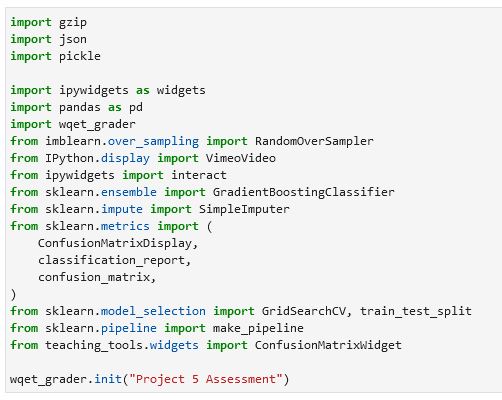 import gzip
import json
import pickle

import ipywidgets as widgets
import pandas as pd
import wqet_grader
from imblearn.over_sampling import RandomOverSampler
from IPython.display import VimeoVideo
from ipywidgets import interact
from sklearn.ensemble import GradientBoostingClassifier
from sklearn.impute import SimpleImputer
from sklearn.metrics import (
    ConfusionMatrixDisplay,
    classification_report,
    confusion_matrix,
)
from sklearn.model_selection import GridSearchCV, train_test_split
from sklearn.pipeline import make_pipeline
from teaching_tools.widgets import ConfusionMatrixWidget

wqet_grader.init("Project 5 Assessment")